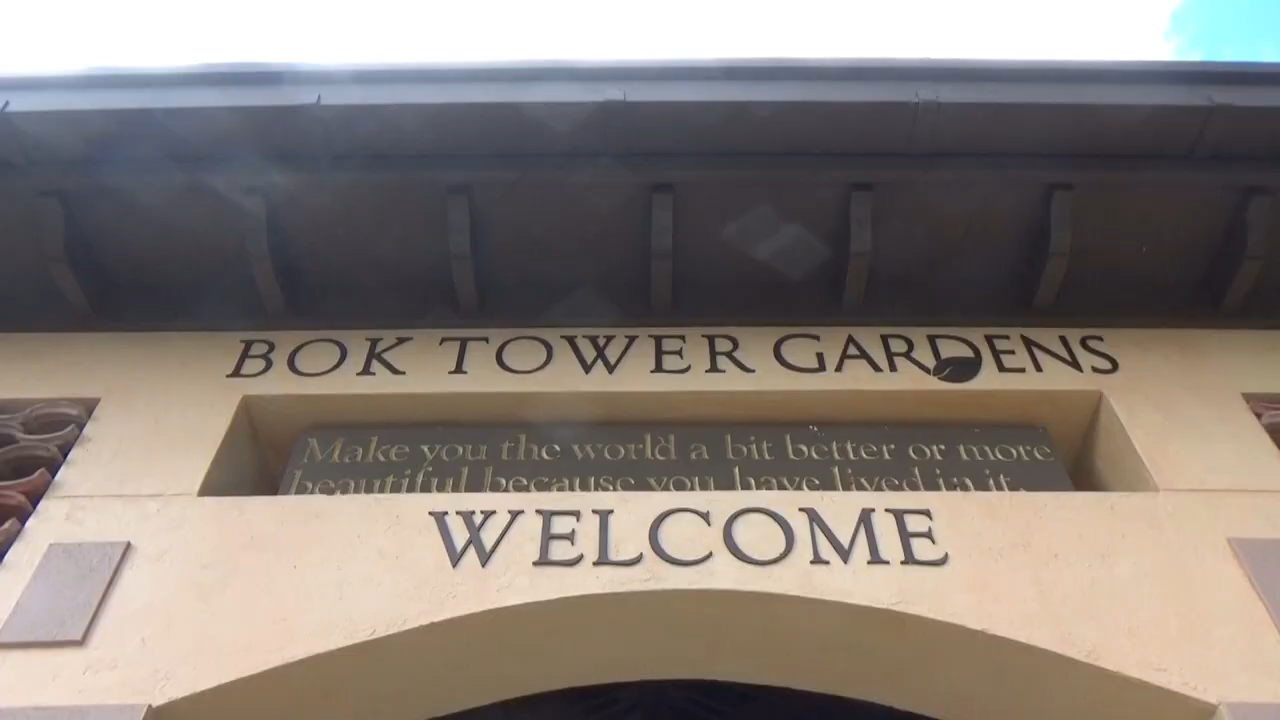 BOK TOWER GARDENS
Make you the world a bit better or more
beautiful because you have lived in it.
WELCOME